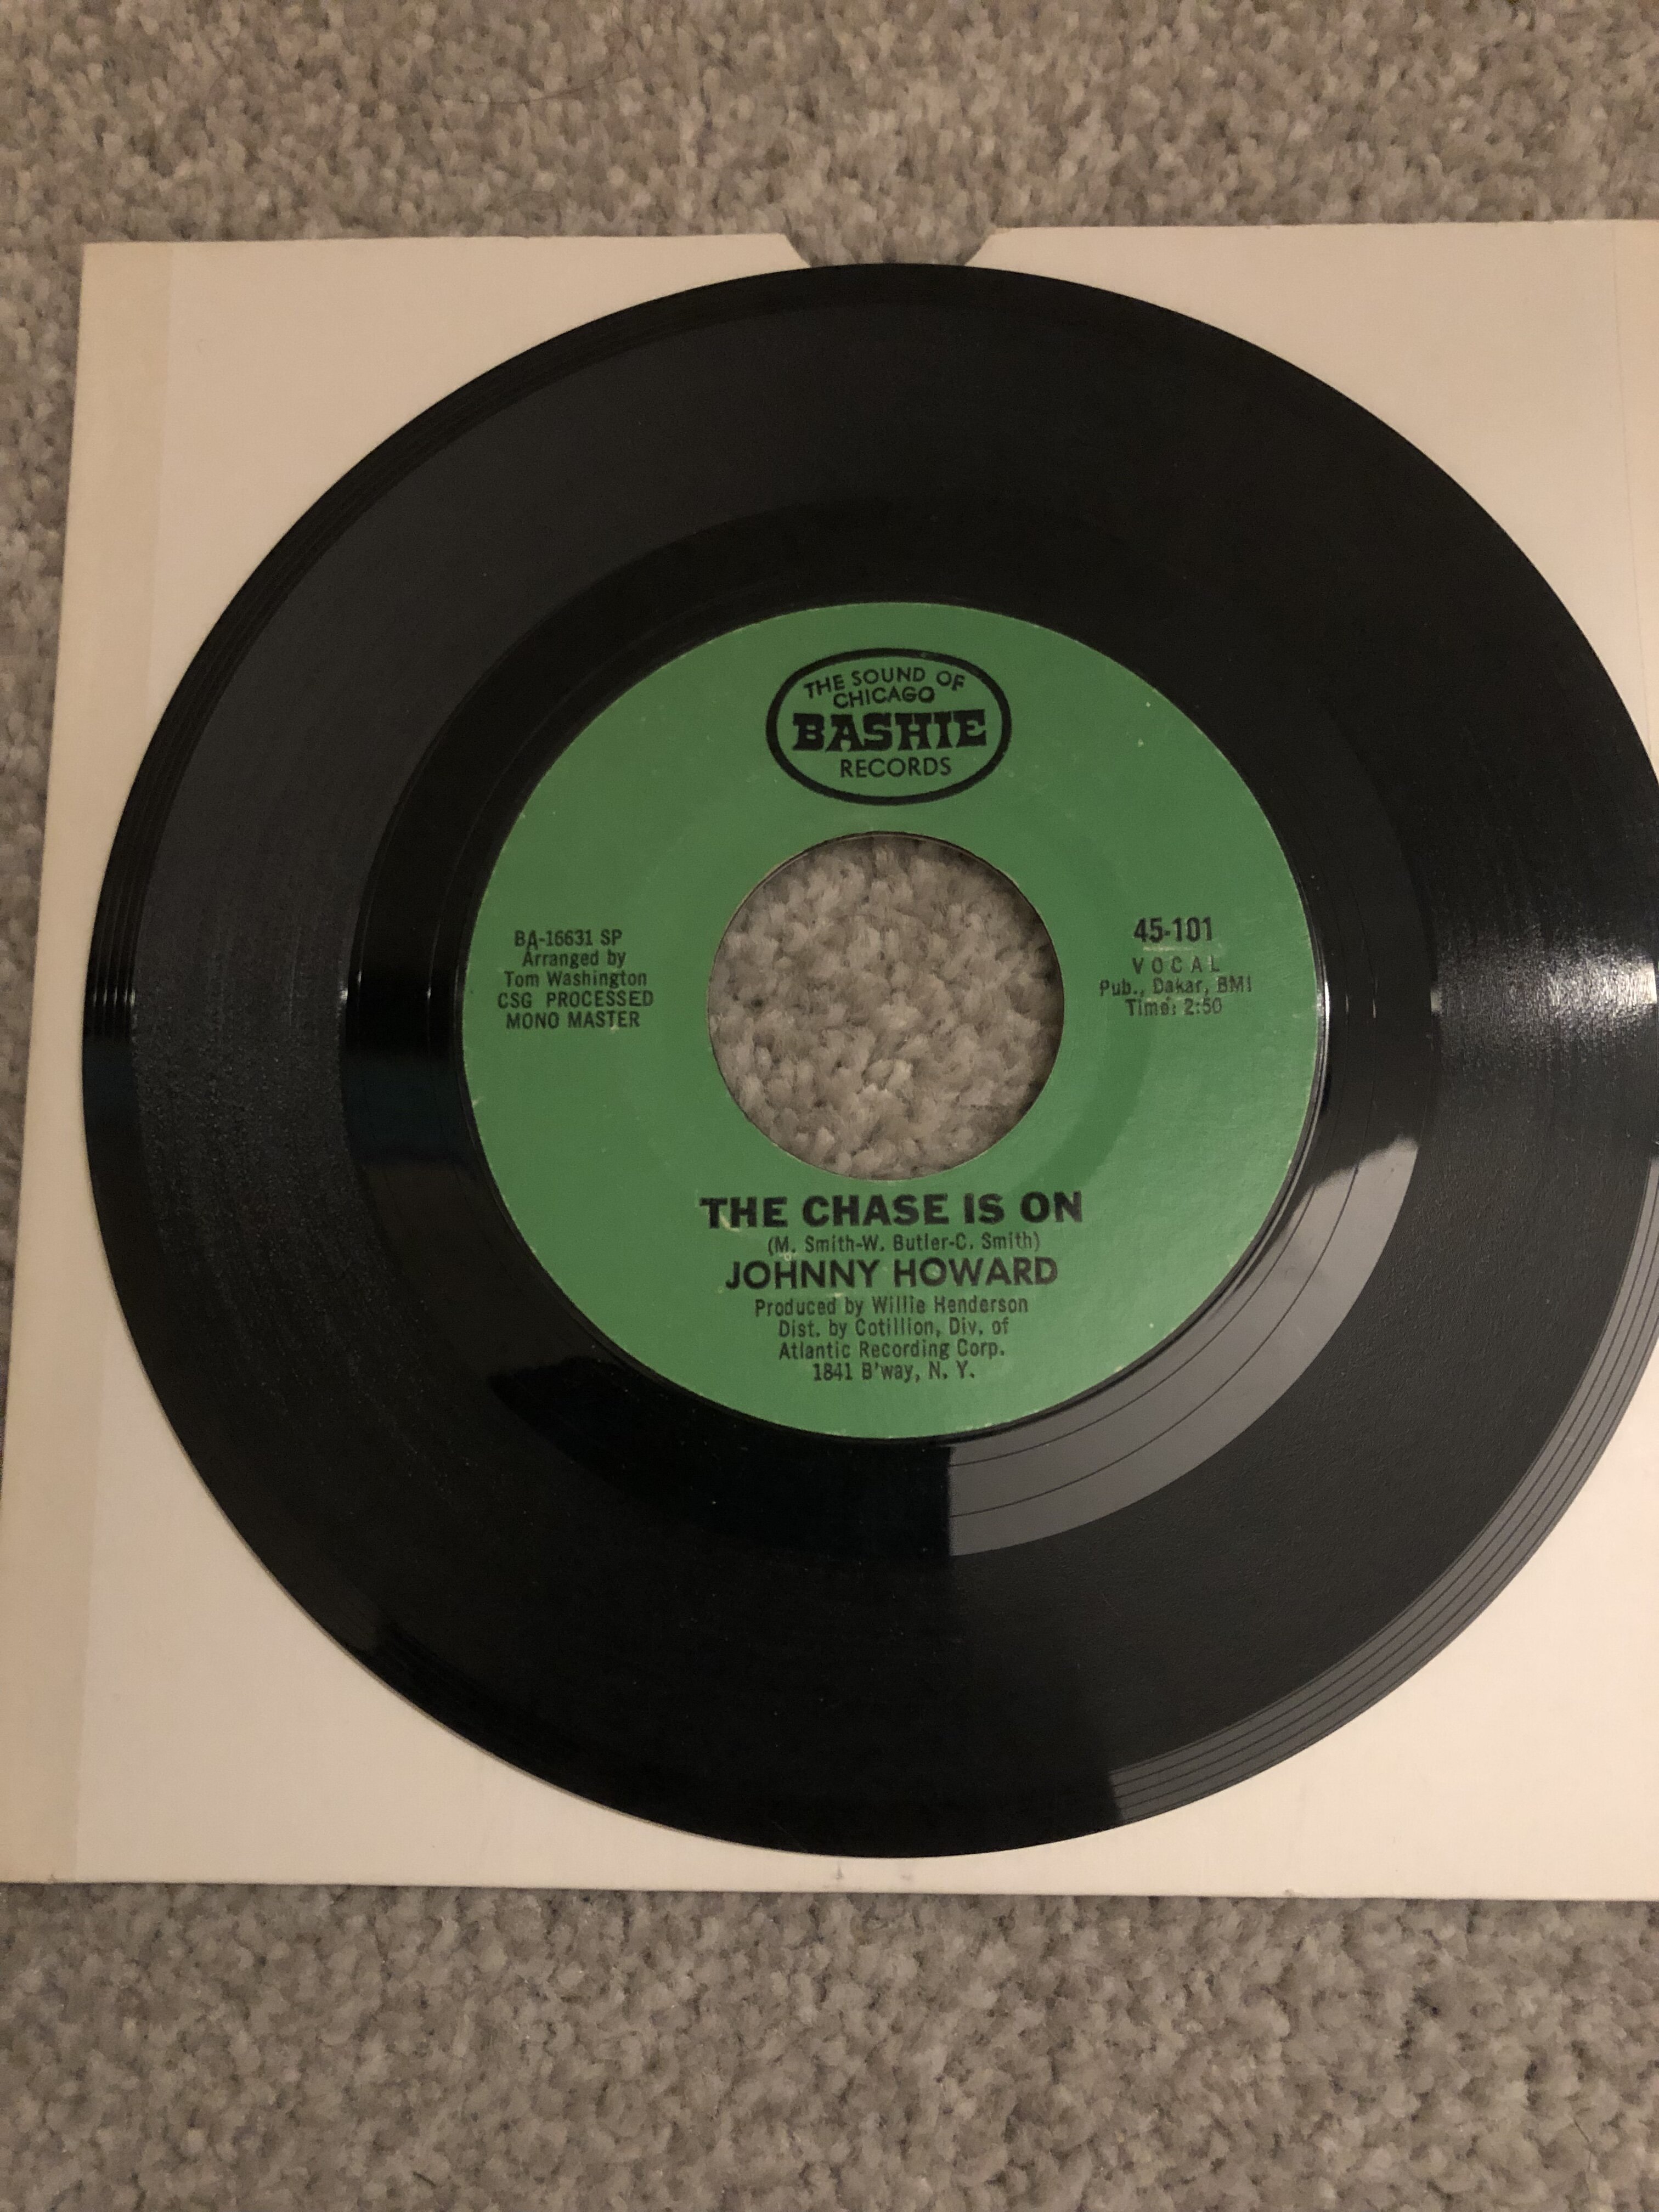 THE SOUND OF
CHICAGO
BASHIE
RECORDS
BA-16631 SP
Arranged by
Tom Washington
CSG PROCESSED
MONO MASTER
45-101
VOCAL
Pub., Dakar, BMI
Time: 2:50
THE CHASE IS ON
(M. Smith-W. Butler-C. Smith)
JOHNNY HOWARD
Produced by Willie Henderson
Dist. by Cotillion, Div. of
Atlantic Recording Corp.
1841 B'way, N. Y.